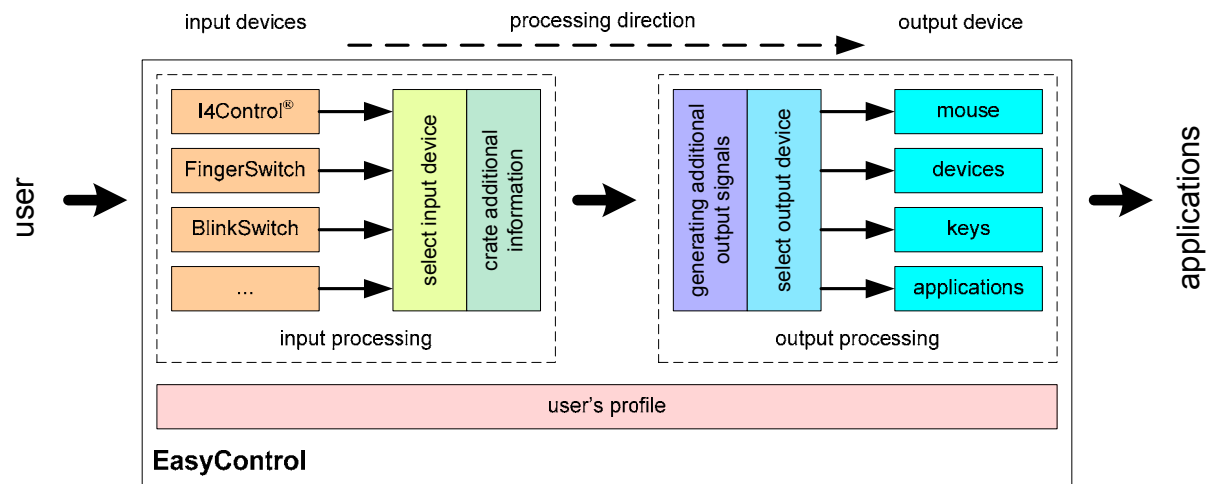 input devices
processing direction
output device
user
I4Control®
FingerSwitch
BlinkSwitch
...
select input device
crate additional
information
input processing
generating additional
output signals
select output device
mouse
devices
keys
applications
output processing
applications
user's profile
EasyControl